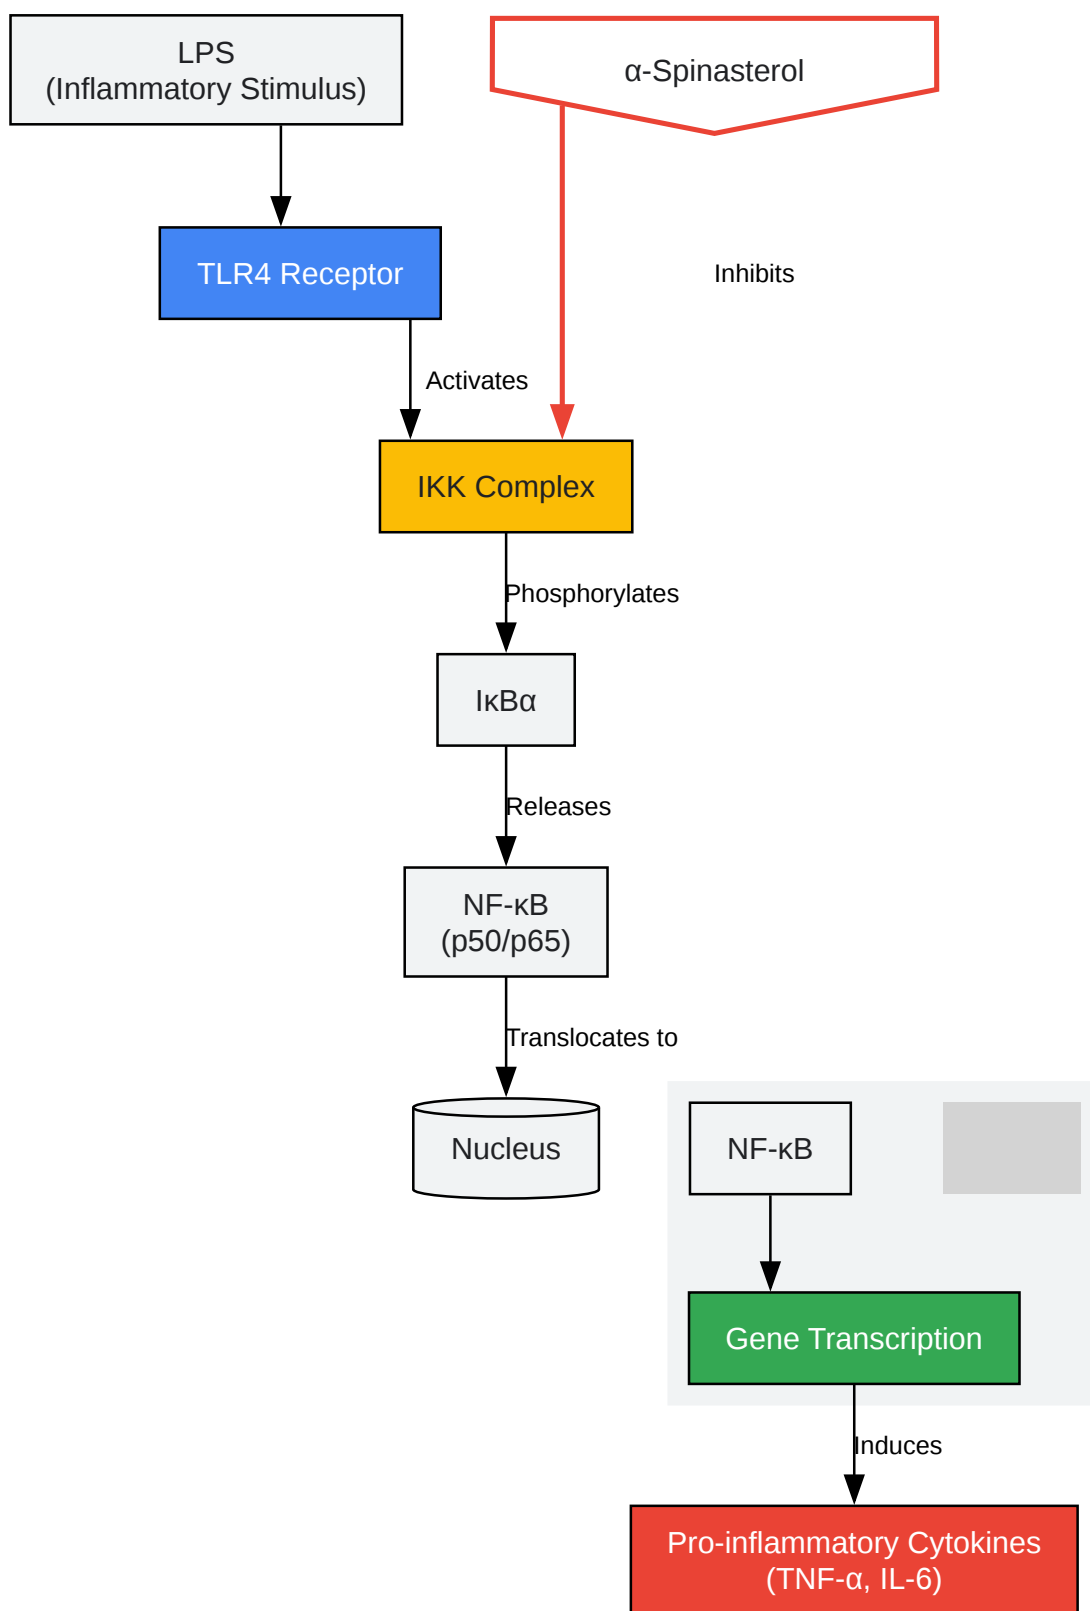 LPS
(Inflammatory Stimulus)
α-Spinasterol
TLR4 Receptor
Inhibits
Activates
IKK Complex
Phosphorylates
IκBα
Releases
NF-κB
(p50/p65)
Translocates to
Nucleus
NF-κB
Gene Transcription
Induces
Pro-inflammatory Cytokines
(TNF-α, IL-6)